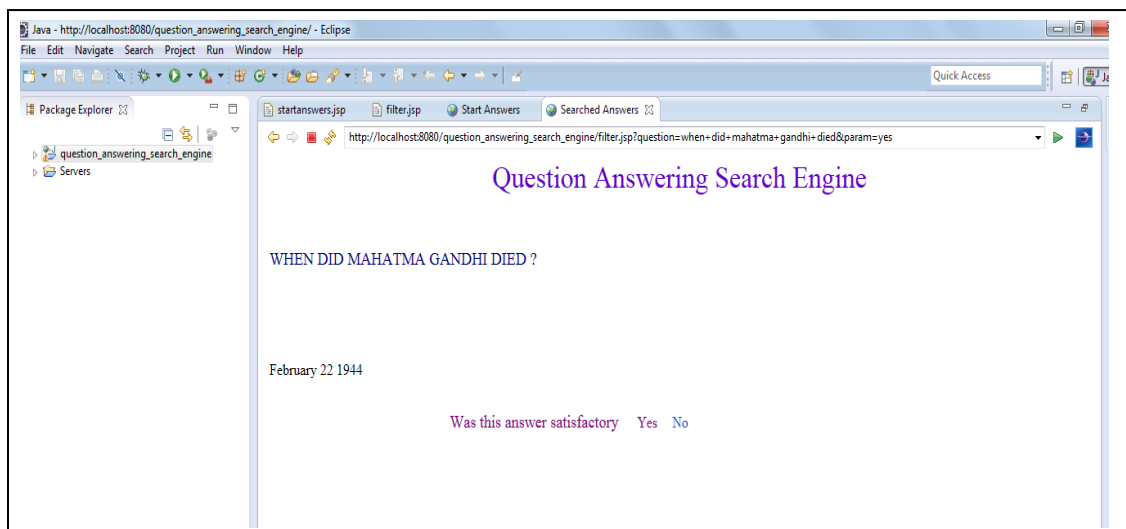 Java - http://localhost:8080/question_answering_search_engine/ - Eclipse
File Edit Navigate Search Project Run Window Help
Quick Access
Package Explorer
startanswers.jsp filter.jsp Start Answers Searched Answers
http://localhost:8080/question_answering_search_engine/filter.jsp?question=when+did+mahatma+gandhi+died&param=yes
question_answering_search_engine
Servers
Question Answering Search Engine
WHEN DID MAHATMA GANDHI DIED ?
February 22 1944
Was this answer satisfactory Yes No